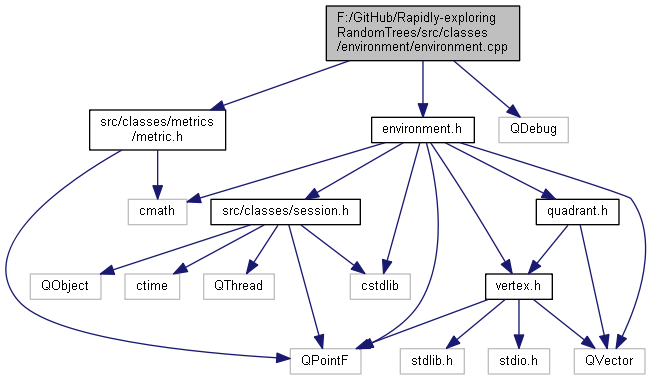 F:/GitHub/Rapidly-exploring
RandomTrees/src/classes
/environment/environment.cpp
src/classes/metrics
/metric.h
environment.h
QDebug
cmath
src/classes/session.h
quadrant.h
QObject
ctime
QThread
cstdlib
vertex.h
QPointF
stdlib.h
stdio.h
QVector